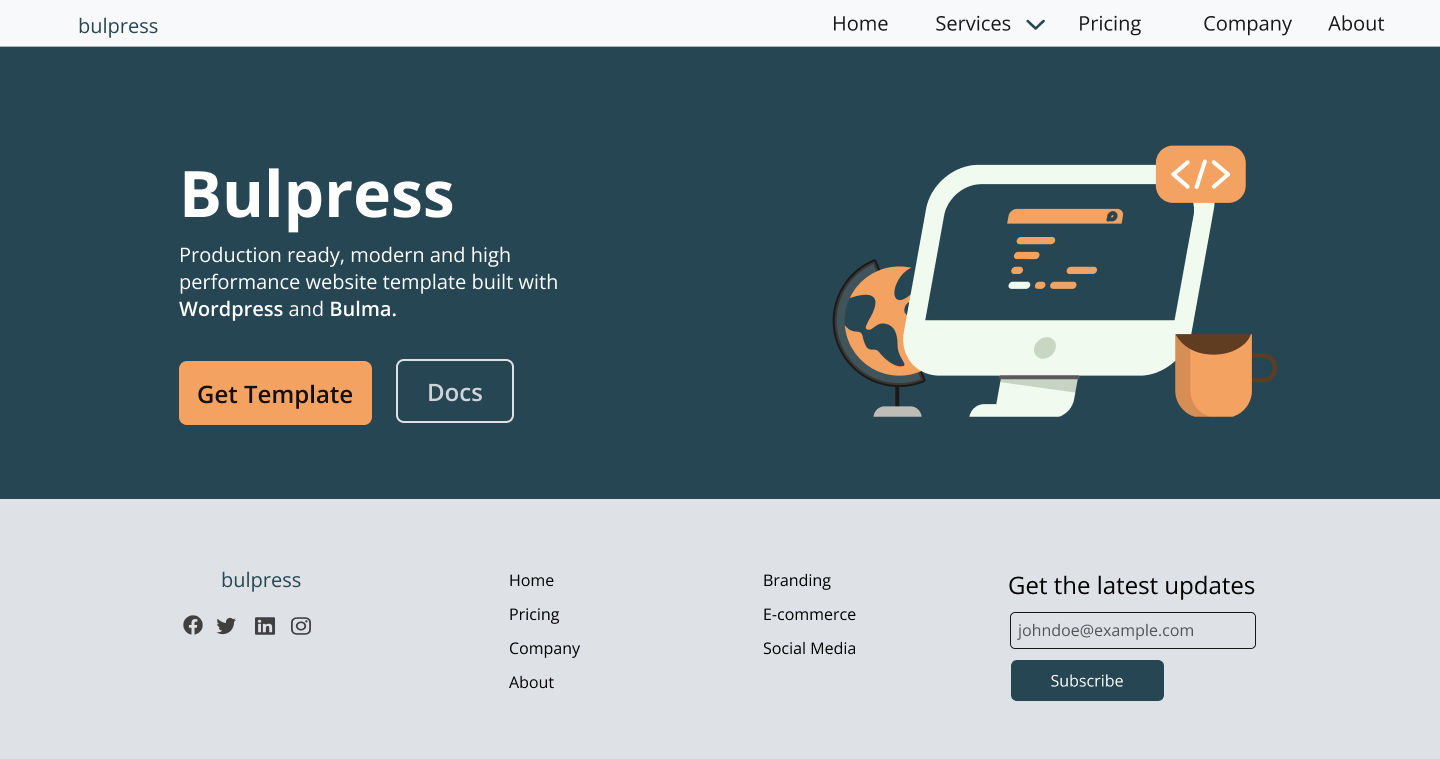 bulpress
Home Services Pricing Company About
</>
Bulpress
Production ready, modern and high
performance website template built with
Wordpress and Bulma.
Get Template Docs
bulpress
Home
Pricing
Company
About
Branding
E-commerce
Social Media
Get the latest updates
johndoe@example.com
Subscribe